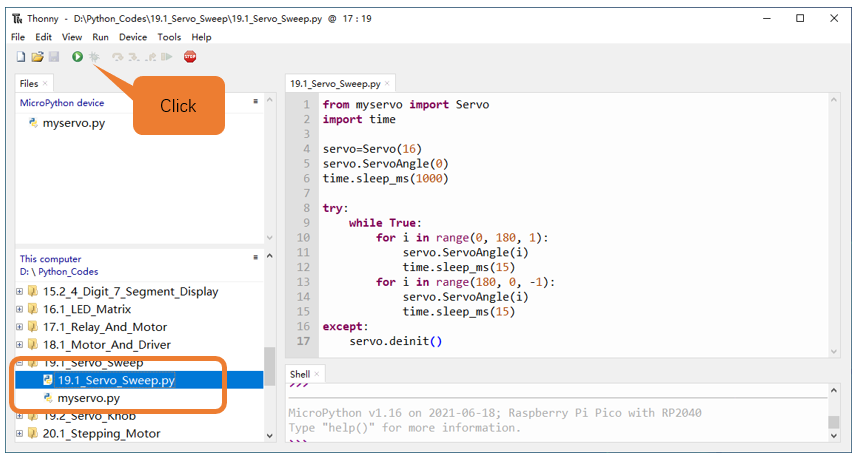 Thonny - D:\Python_Codes\19.1_Servo_Sweep\19.1_Servo_Sweep.py @ 17 : 19
File Edit View Run Device Tools Help
STOP
Click
Files
MicroPython device
myservo.py
This computer
D: \ Python_Codes
15.2_4_Digit_7_Segment_Display
16.1_LED_Matrix
17.1_Relay_And_Motor
18.1_Motor_And_Driver
19.1_Servo_Sweep
19.1_Servo_Sweep.py
myservo.py
19.2_Servo_Knob
20.1_Stepping_Motor
19.1_Servo_Sweep.py
1 from myservo import Servo
2 import time
3
4 servo=Servo(16)
5 servo.ServoAngle(0)
6 time.sleep_ms(1000)
7
8 try:
9     while True:
10         for i in range(0, 180, 1):
11             servo.ServoAngle(i)
12             time.sleep_ms(15)
13         for i in range(180, 0, -1):
14             servo.ServoAngle(i)
15             time.sleep_ms(15)
16 except:
17     servo.deinit()
Shell
>>>
MicroPython v1.16 on 2021-06-18; Raspberry Pi Pico with RP2040
Type "help()" for more information.
>>>